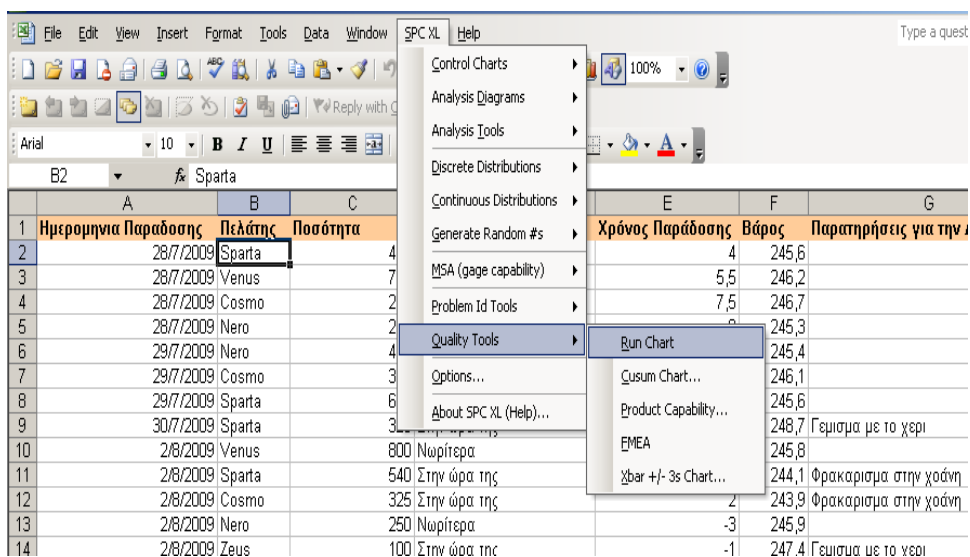 File Edit View Insert Format Tools Data Window SPC XL Help Type a quest
100%
Reply with
Arial 10 B I U
B2 fx Sparta
Control Charts
Analysis Diagrams
Analysis Tools
Discrete Distributions
Continuous Distributions
Generate Random #s
MSA (gage capability)
Problem Id Tools
Quality Tools
Options...
About SPC XL (Help)...
Run Chart
Cusum Chart...
Product Capability...
FMEA
Xbar +/- 3s Chart...
A B C E F G
1 Ημερομηνια Παραδοσης Πελάτης Ποσότητα Χρόνος Παράδοσης Βάρος Παρατηρήσεις για την
2 28/7/2009 Sparta 4 4 245,6
3 28/7/2009 Venus 7 5,5 246,2
4 28/7/2009 Cosmo 2 7,5 246,7
5 28/7/2009 Nero 2 245,3
6 29/7/2009 Nero 4 245,4
7 29/7/2009 Cosmo 3 246,1
8 29/7/2009 Sparta 6 245,6
9 30/7/2009 Sparta 248,7 Γεμισμα με το χερι
10 2/8/2009 Venus 800 Νωρίτερα 245,8
11 2/8/2009 Sparta 540 Στην ώρα της 244,1 Φρακαρισμα στην χοάνη
12 2/8/2009 Cosmo 325 Στην ώρα της 2 243,9 Φρακαρισμα στην χοάνη
13 2/8/2009 Nero 250 Νωρίτερα -3 245,9
14 2/8/2009 Zeus 100 Στην ώρα της -1 247,4 Γεμισμα με το χερι